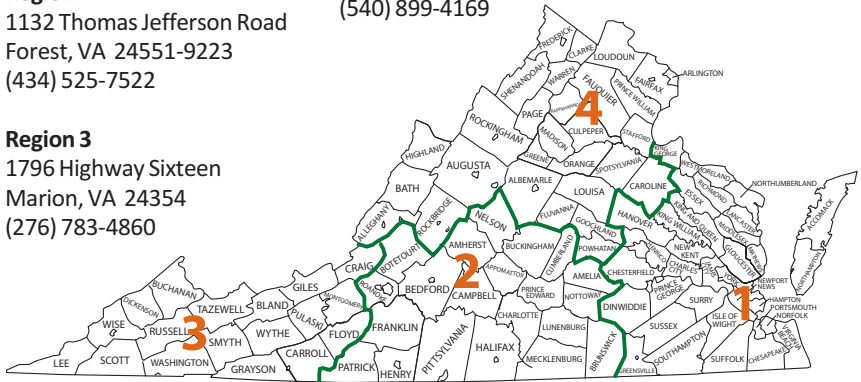 1132 Thomas Jefferson Road
Forest, VA 24551-9223
(434) 525-7522
(540) 899-4169
Region 3
1796 Highway Sixteen
Marion, VA 24354
(276) 783-4860
FREDERICK
CLARKE
LOUDOUN
SHENANDOAH
WARREN
FAUQUIER
FAIRFAX
ARLINGTON
PRINCE WILLIAM
PAGE
4
ROCKINGHAM
MADISON
CULPEPER
STAFFORD
KING GEORGE
HIGHLAND
AUGUSTA
GREENE
ORANGE
SPOTSYLVANIA
WESTMORELAND
BATH
ALBEMARLE
LOUISA
CAROLINE
ESSEX
RICHMOND
NORTHUMBERLAND
ACCOMACK
ALLEGHANY
ROCKBRIDGE
NELSON
FLUVANNA
GOOCHLAND
HANOVER
KING WILLIAM
KING AND QUEEN
MIDDLESEX
LANCASTER
CRAIG
BOTETOURT
AMHERST
BUCKINGHAM
CUMBERLAND
POWHATAN
HENRICO
NEW KENT
GLOUCESTER
NORTHAMPTON
2
BEDFORD
CAMPBELL
APPOMATTOX
AMELIA
CHESTERFIELD
CHARLES CITY
JAMES CITY
YORK
NEWPORT NEWS
BUCHANAN
GILES
ROANOKE
PRINCE EDWARD
NOTTOWAY
PRINCE GEORGE
SURRY
1
HAMPTON
PORTSMOUTH
NORFOLK
DICKENSON
TAZEWELL
BLAND
MONTGOMERY
PULASKI
CHARLOTTE
DINWIDDIE
ISLE OF WIGHT
VIRGINIA BEACH
WISE
RUSSELL
3
SMYTH
WYTHE
FLOYD
FRANKLIN
PITTSYLVANIA
HALIFAX
LUNENBURG
SUSSEX
SOUTHAMPTON
SUFFOLK
CHESAPEAKE
LEE
SCOTT
WASHINGTON
GRAYSON
CARROLL
PATRICK
HENRY
MECKLENBURG
BRUNSWICK
GREENSVILLE